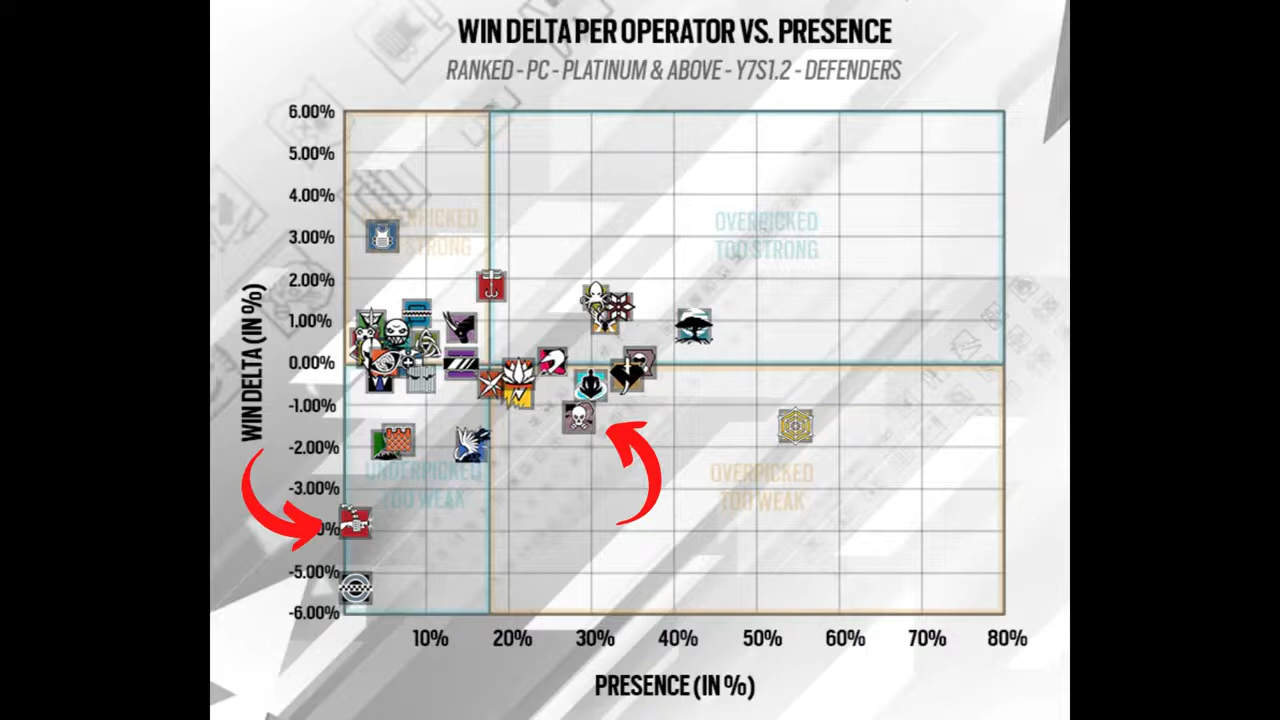 WIN DELTA PER OPERATOR VS. PRESENCE
RANKED - PC - PLATINUM & ABOVE - Y7S1.2 - DEFENDERS
6.00%
5.00%
4.00%
3.00%
2.00%
1.00%
0.00%
-1.00%
-2.00%
-3.00%
0%
-5.00%
-6.00%
WIN DELTA (IN %)
STRONG
OVERPICKED
TOO STRONG
UNDERPICKED
TOO WEAK
OVERPICKED
TOO WEAK
10%
20%
30%
40%
50%
60%
70%
80%
PRESENCE (IN %)